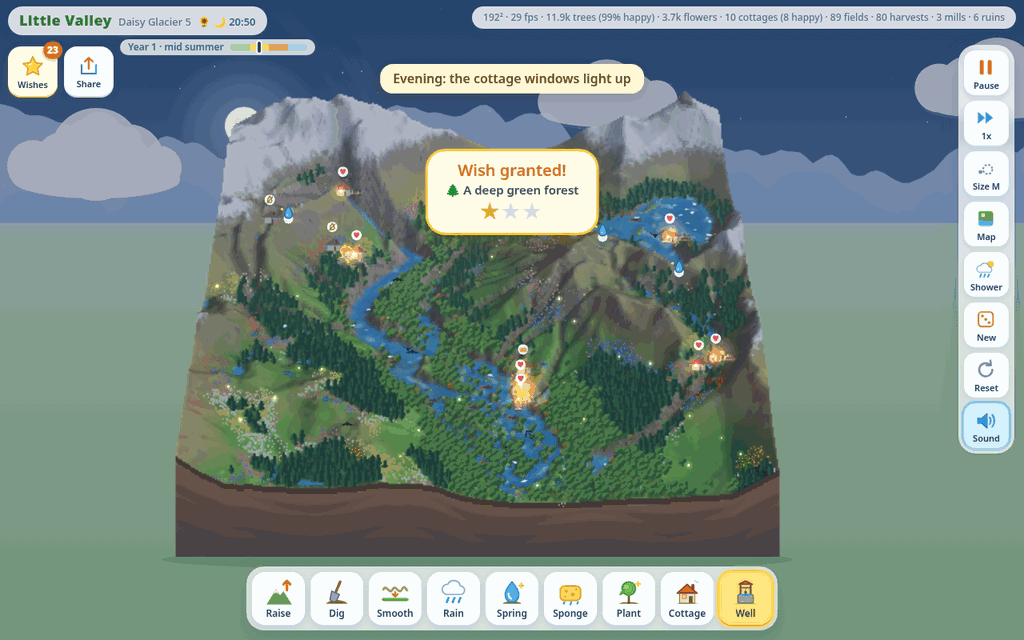 Little Valley Daisy Glacier 5 20:50
192² · 29 fps · 11.9k trees (99% happy) · 3.7k flowers · 10 cottages (8 happy) · 89 fields · 80 harvests · 3 mills · 6 ruins
Year 1 · mid summer
23
Wishes
Share
Evening: the cottage windows light up
Wish granted!
A deep green forest
Pause
1x
Size M
Map
Shower
New
Reset
Sound
Raise
Dig
Smooth
Rain
Spring
Sponge
Plant
Cottage
Well